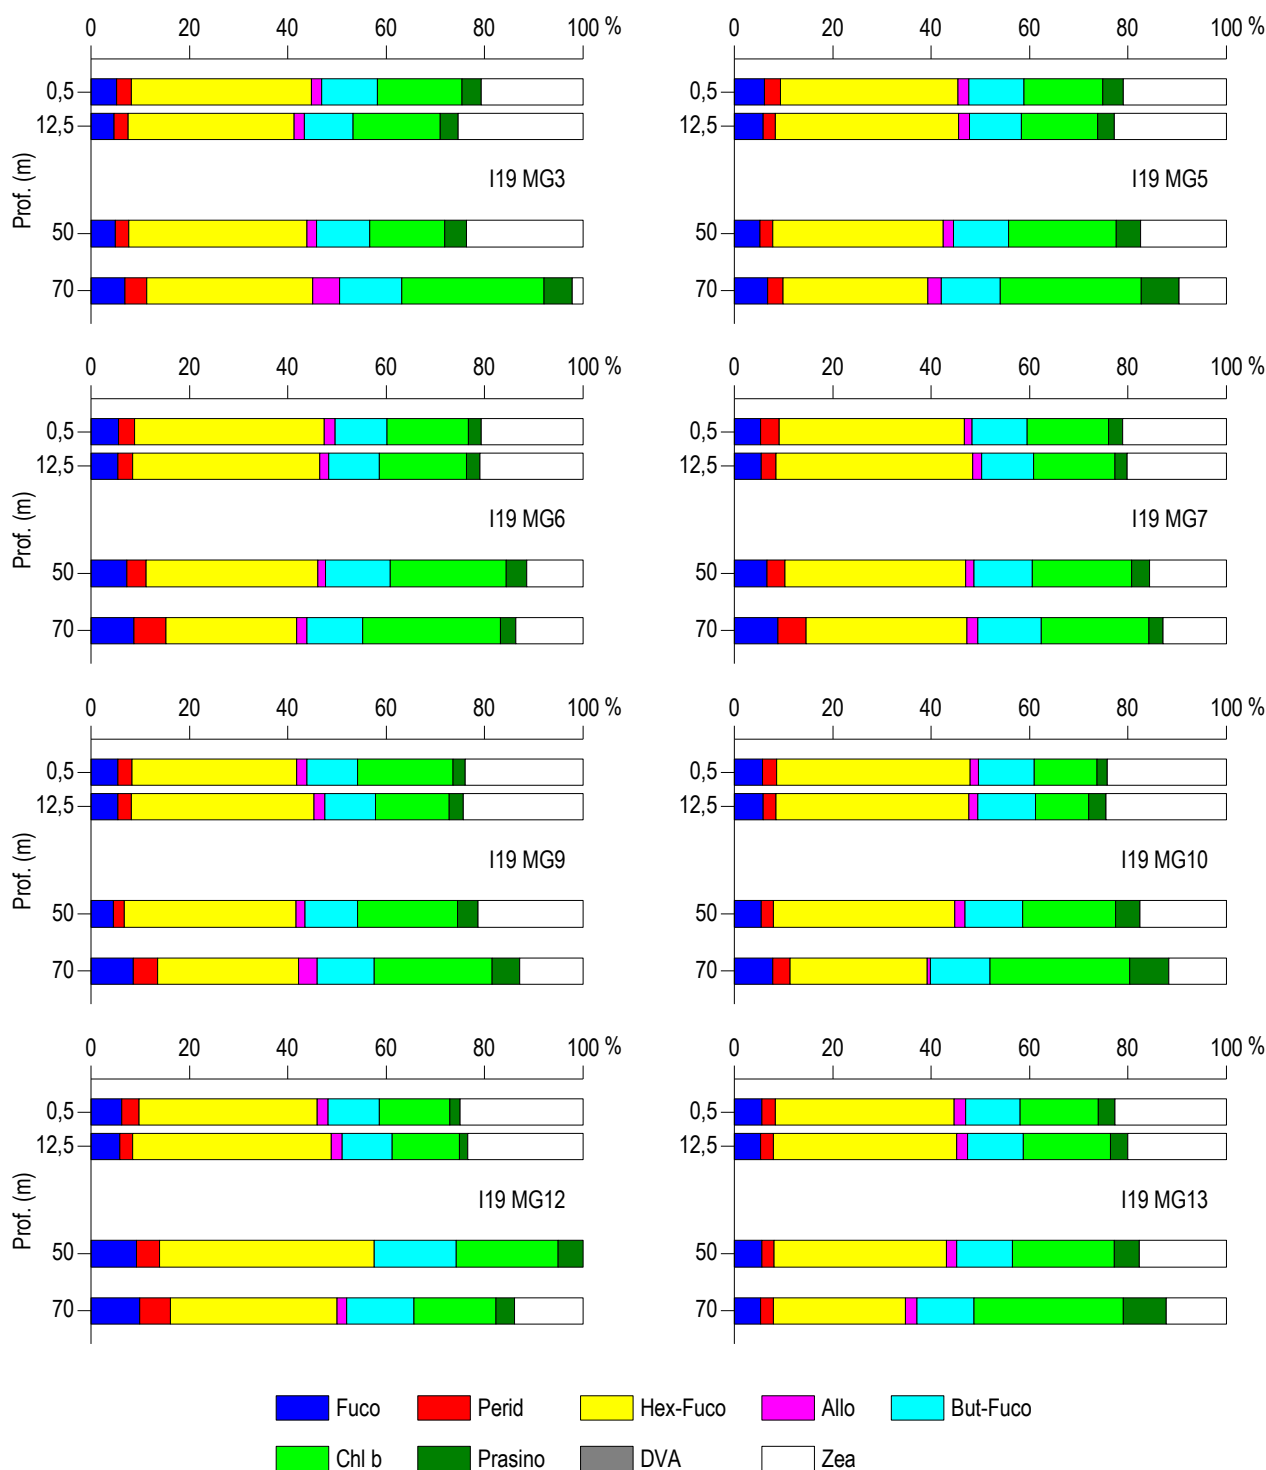 0 20 40 60 80 100 % 0 20 40 60 80 100 %
0,5 0,5
12,5 12,5
Prof. (m)
I19 MG3 I19 MG5
50 50
70 70
0 20 40 60 80 100 % 0 20 40 60 80 100 %
0,5 0,5
12,5 12,5
Prof. (m)
I19 MG6 I19 MG7
50 50
70 70
0 20 40 60 80 100 % 0 20 40 60 80 100 %
0,5 0,5
12,5 12,5
Prof. (m)
I19 MG9 I19 MG10
50 50
70 70
0 20 40 60 80 100 % 0 20 40 60 80 100 %
0,5 0,5
12,5 12,5
Prof. (m)
I19 MG12 I19 MG13
50 50
70 70
Fuco Perid Hex-Fuco Allo But-Fuco
Chl b Prasino DVA Zea